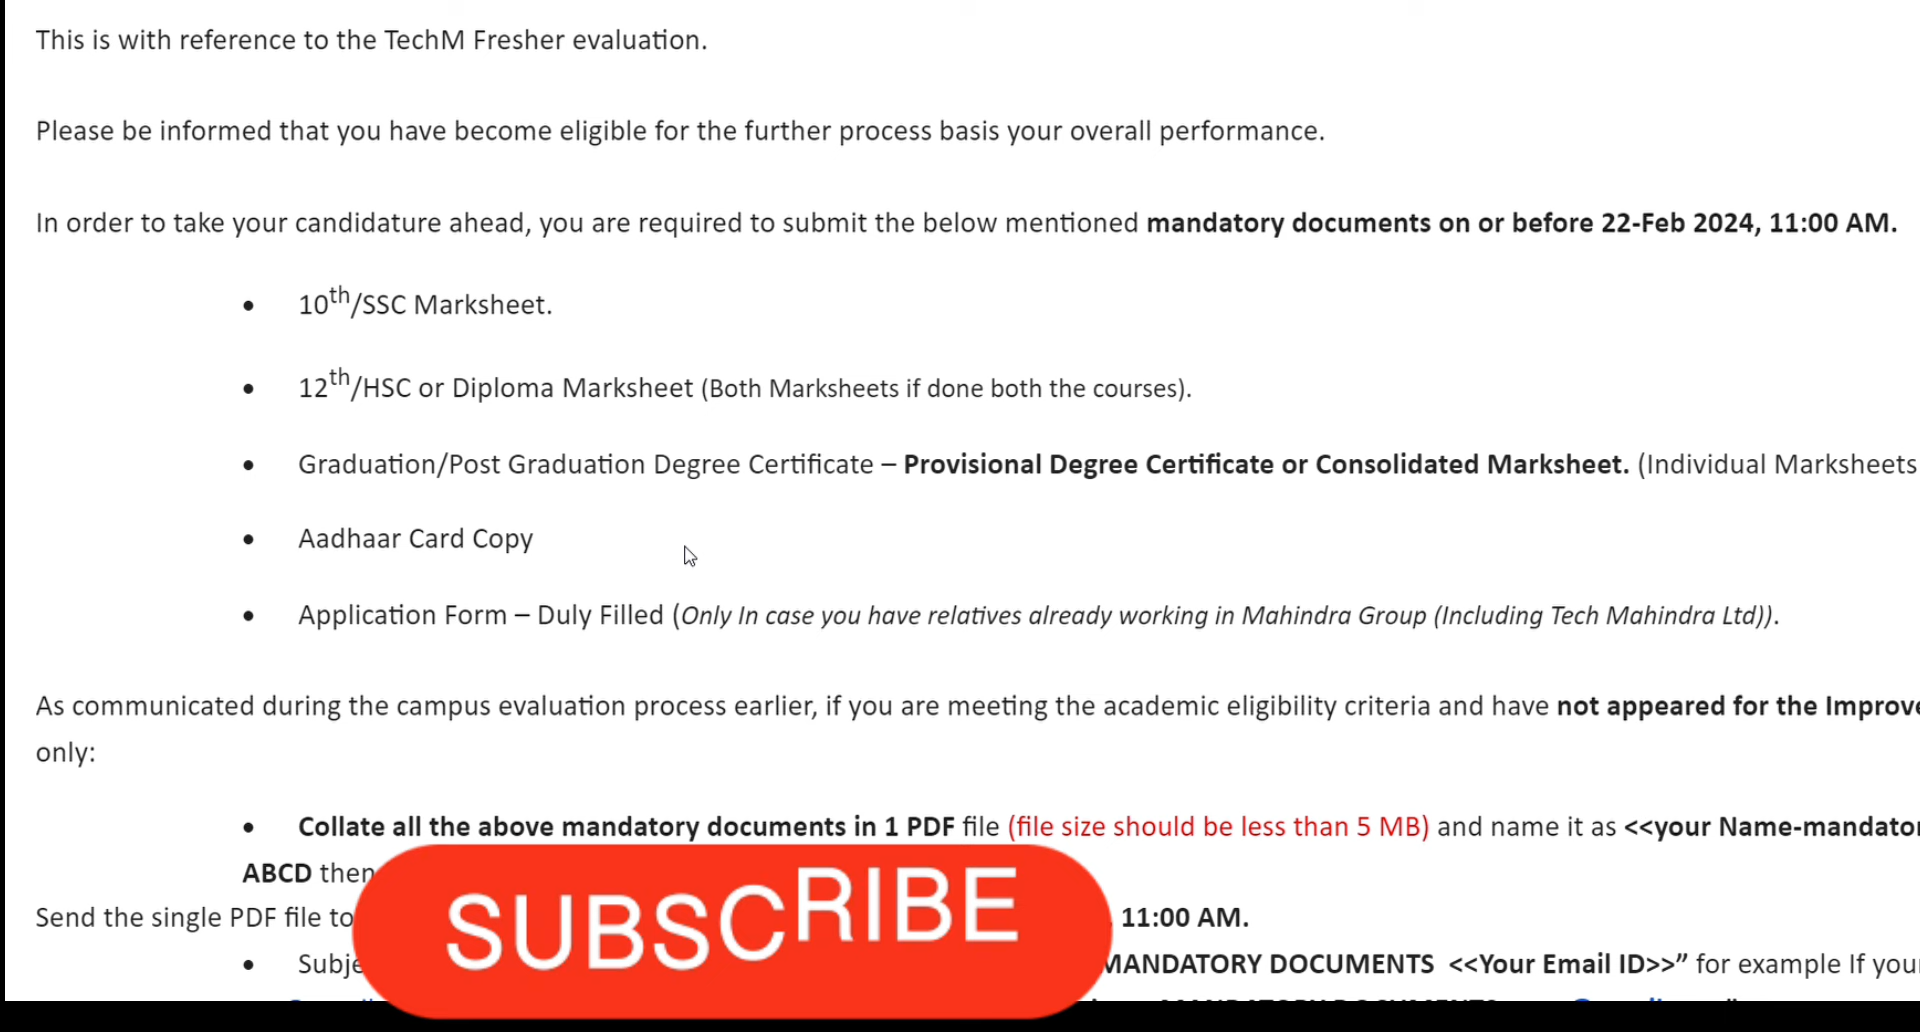 This is with reference to the TechM Fresher evaluation.
Please be informed that you have become eligible for the further process basis your overall performance.
In order to take your candidature ahead, you are required to submit the below mentioned mandatory documents on or before 22-Feb 2024, 11:00 AM.
• 10th/SSC Marksheet.
• 12th/HSC or Diploma Marksheet (Both Marksheets if done both the courses).
• Graduation/Post Graduation Degree Certificate – Provisional Degree Certificate or Consolidated Marksheet. (Individual Marksheets
• Aadhaar Card Copy
• Application Form – Duly Filled (Only In case you have relatives already working in Mahindra Group (Including Tech Mahindra Ltd)).
As communicated during the campus evaluation process earlier, if you are meeting the academic eligibility criteria and have not appeared for the Improve
only:
• Collate all the above mandatory documents in 1 PDF file (file size should be less than 5 MB) and name it as <<your Name-mandator
ABCD then
Send the single PDF file to 11:00 AM.
• Subje MANDATORY DOCUMENTS <<Your Email ID>>” for example If your
SUBSCRIBE